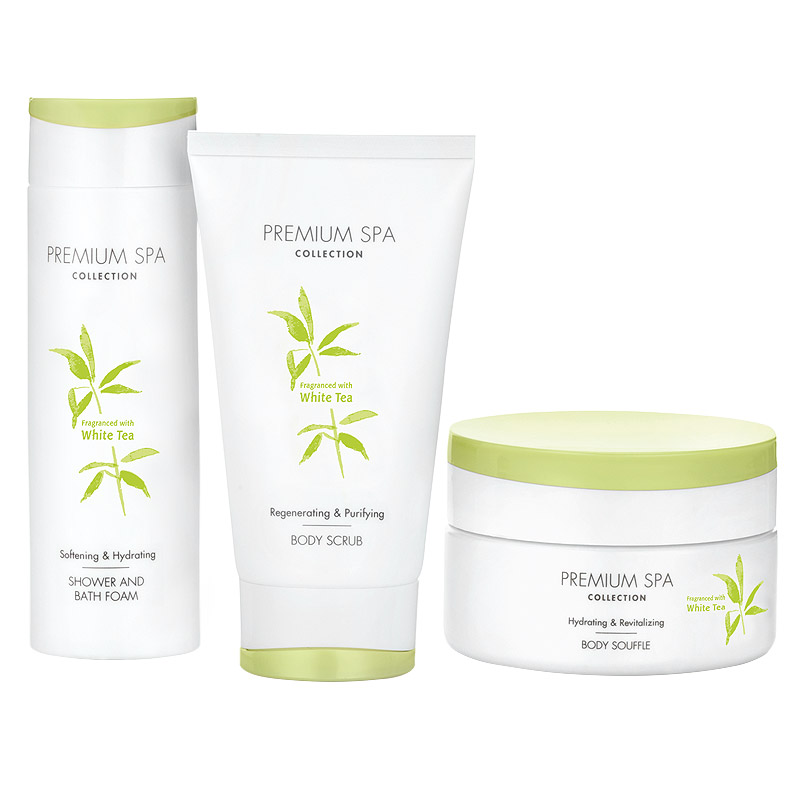 PREMIUM SPA
COLLECTION
Fragranced with
White Tea
Softening & Hydrating
SHOWER AND
BATH FOAM
PREMIUM SPA
COLLECTION
Fragranced with
White Tea
Regenerating & Purifying
BODY SCRUB
PREMIUM SPA
COLLECTION
Fragranced with
White Tea
Hydrating & Revitalizing
BODY SOUFFLE